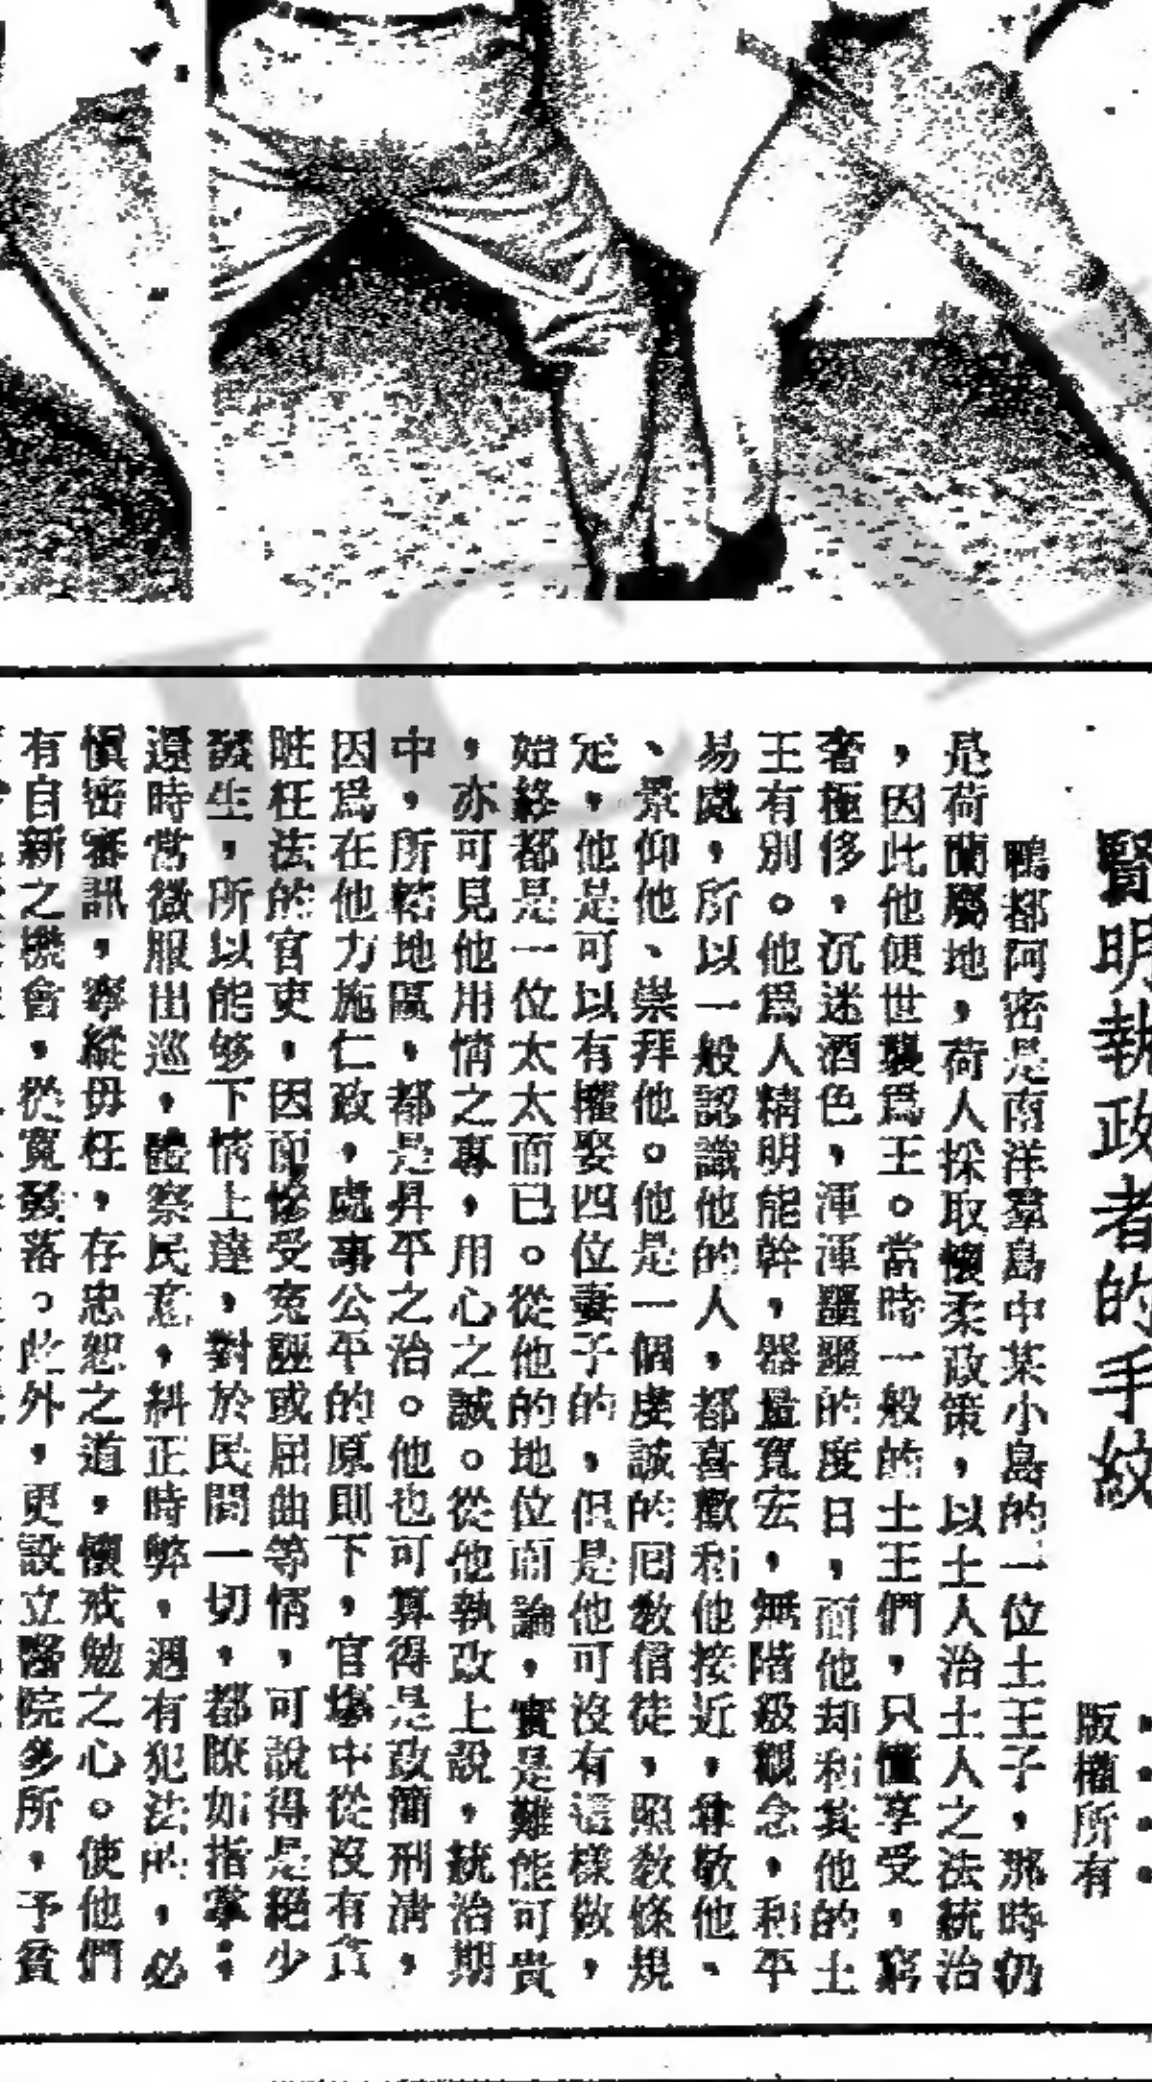 賢明執政者的手紋
版權所有
鴨都阿密是南洋羣島中某小島的一位土王子，那時仍
是荷蘭屬地，荷人採取懷柔政策，以土人治土人之法統治
，因此他便世襲爲王。當時一般的土王們，只懂享受，窮
奢極侈，沉迷酒色，渾渾噩噩的度日，而他却和其他的土
王有別。他爲人精明能幹，器量寬宏，無階級觀念，和平
易處，所以一般認識他的人，都喜歡和他接近，尊敬他、
、景仰他、崇拜他。他是一個虔誠的囘敎信徒，照敎條規
定，他是可以有權娶四位妻子的，但是他可沒有這樣做，
始終都是一位太太而已。從他的地位而論，實是難能可貴
，亦可見他用情之專，用心之誠。從他執政上說，統治期
中，所轄地區，都是昇平之治。他也可算得是政簡刑清，
因爲在他力施仁政，處事公平的原則下，官塲中從沒有貪
賍枉法的官吏，因而慘受寃誣或屈曲等情，可說得是絕少
發生，所以能够下情上達，對於民間一切，都瞭如指掌；
還時常微服出巡，體察民意，糾正時弊，遇有犯法的，必
愼密審訊，寧縱毋枉，存忠恕之道，懷戒勉之心。使他們
有自新之機會，從寬發落。此外，更設立醫院多所，予貧